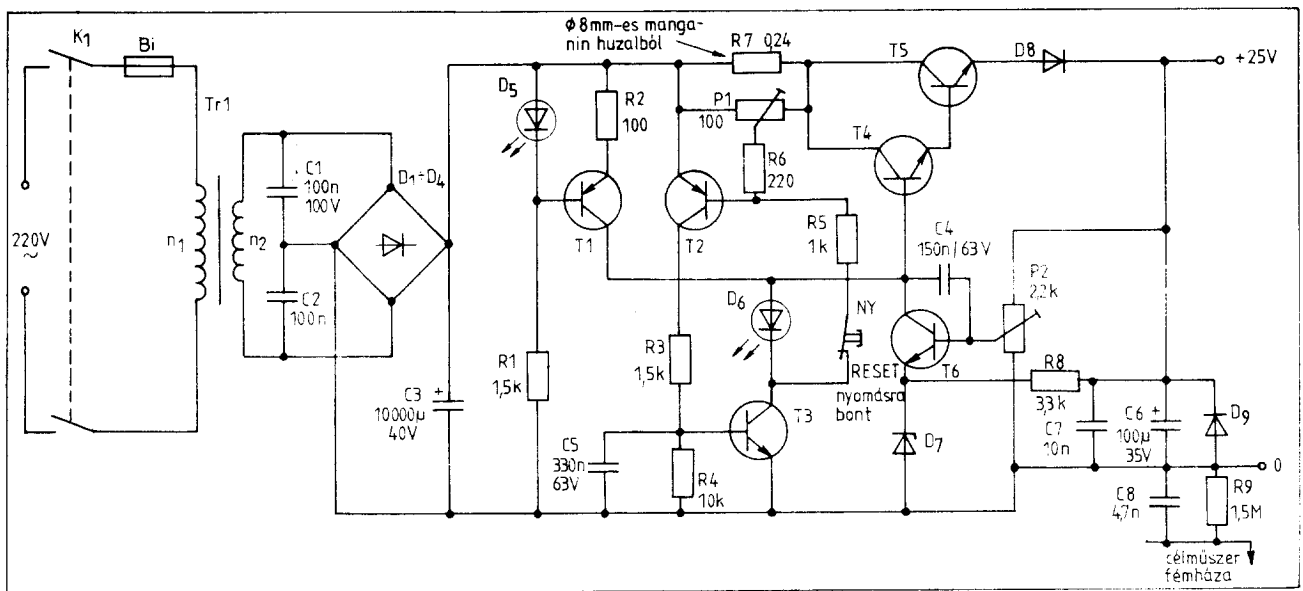 K1
Bi
Tr1
220V
~
n1
n2
C1
100n
100V
C2
100n
D1÷D4
C3
10000µ
40V
+
D5
R1
1,5k
R2
100
T1
T2
ϕ8mm-es manga-
nin huzalból
R7 024
P1
100
R6
220
R5
1k
R3
1,5k
C5
330n
63V
R4
10k
D6
NY
RESET
nyomásra
bont
T3
T4
T5
C4
150n/63V
T6
D7
D8
+25V
P2
2,2k
R8
3,3k
C7
10n
C6
+
100µ
35V
D9
0
C8
4,7n
R9
1,5M
célműszer
fémháza